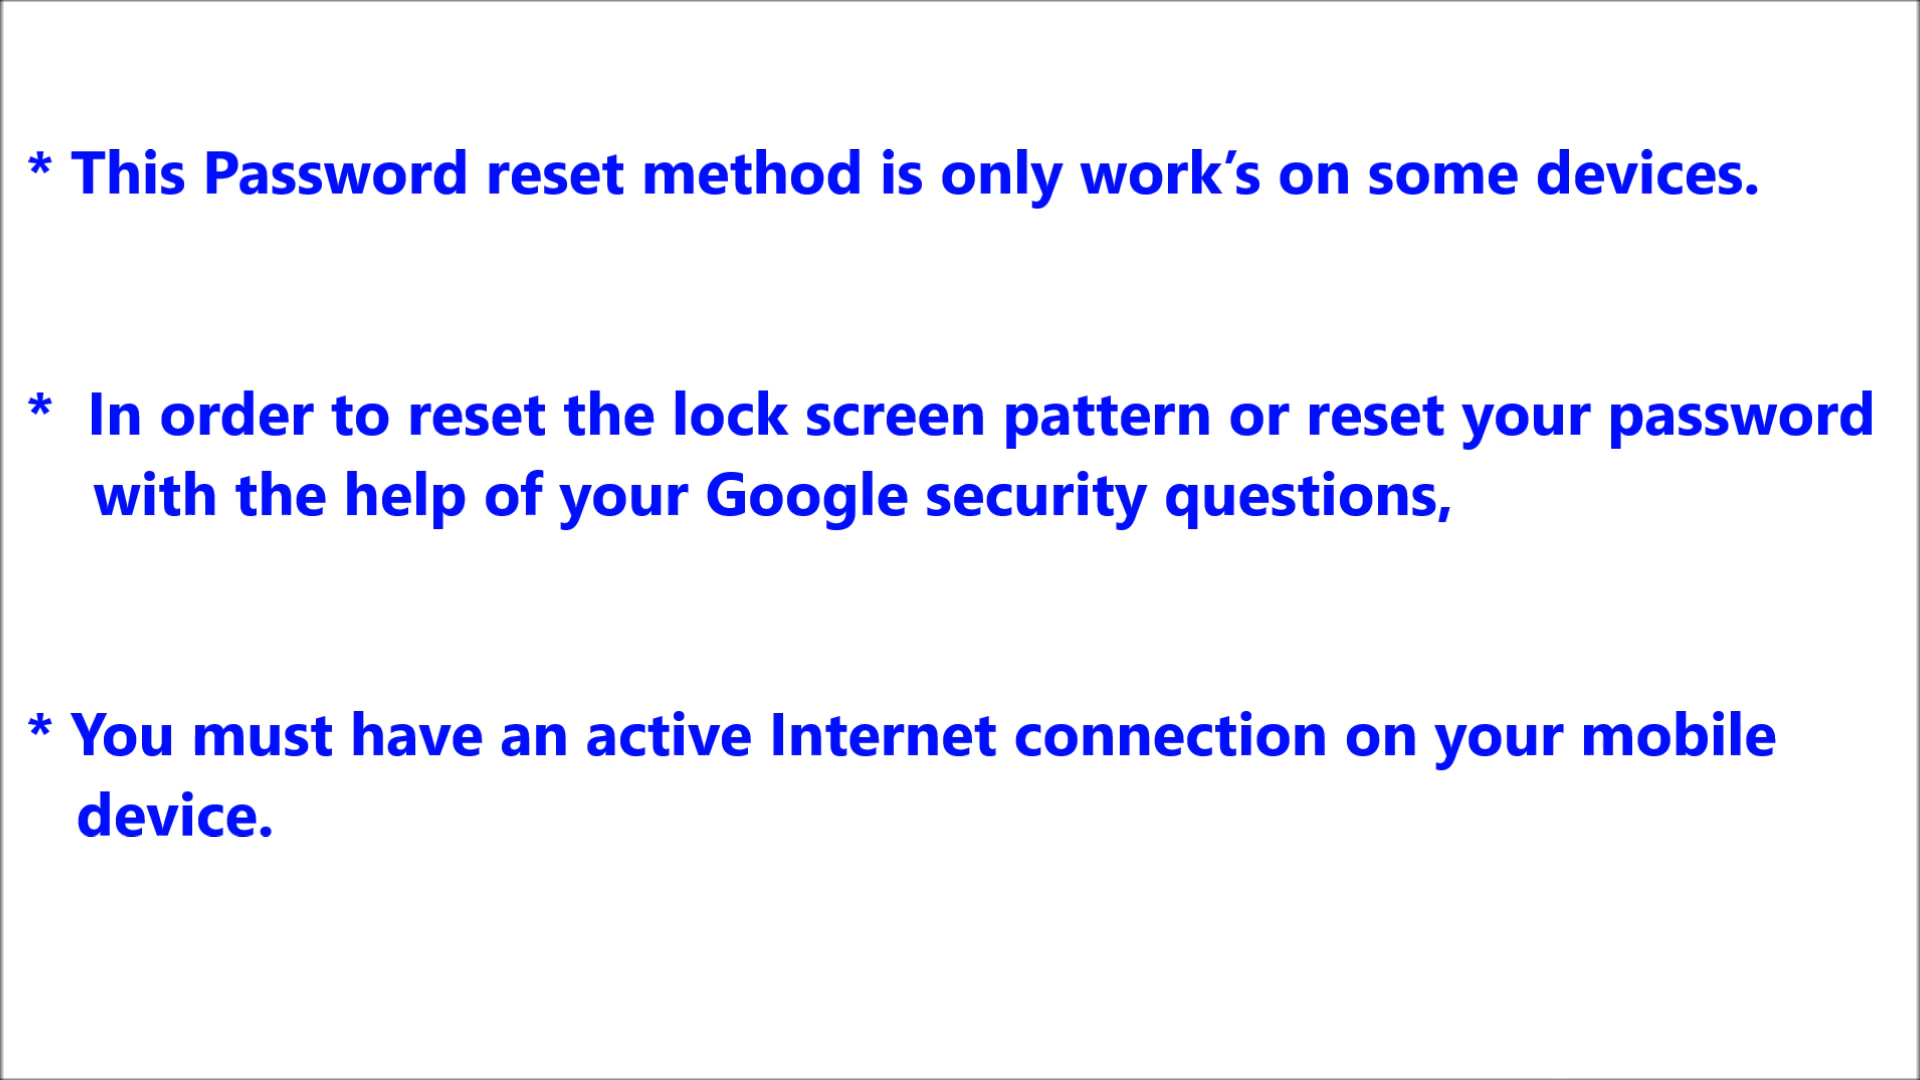 * This Password reset method is only work’s on some devices.
* In order to reset the lock screen pattern or reset your password
with the help of your Google security questions,
* You must have an active Internet connection on your mobile
device.